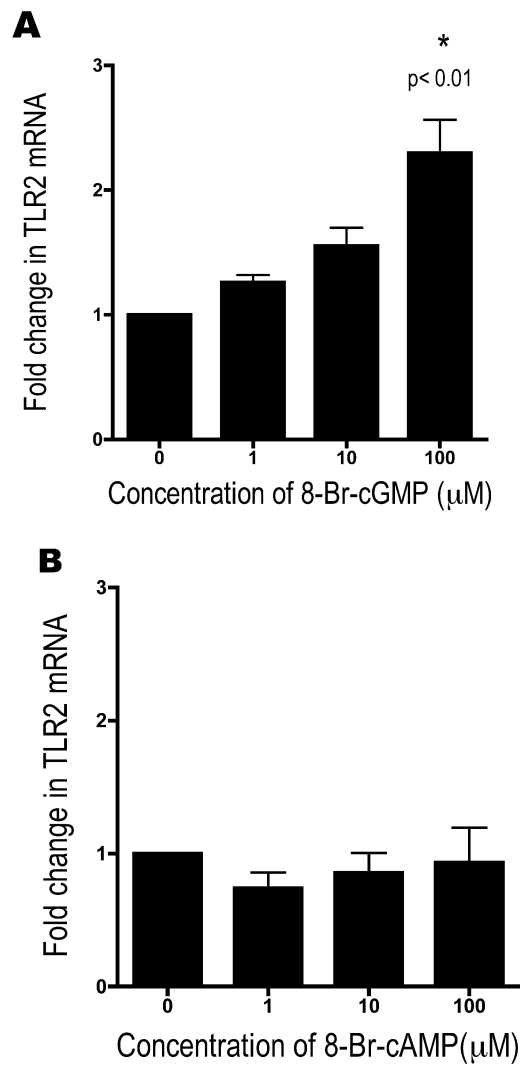 A
*
p< 0.01
3
2
1
0
Fold change in TLR2 mRNA
0 1 10 100
Concentration of 8-Br-cGMP (μM)
B
3
2
1
0
Fold change in TLR2 mRNA
0 1 10 100
Concentration of 8-Br-cAMP(μM)